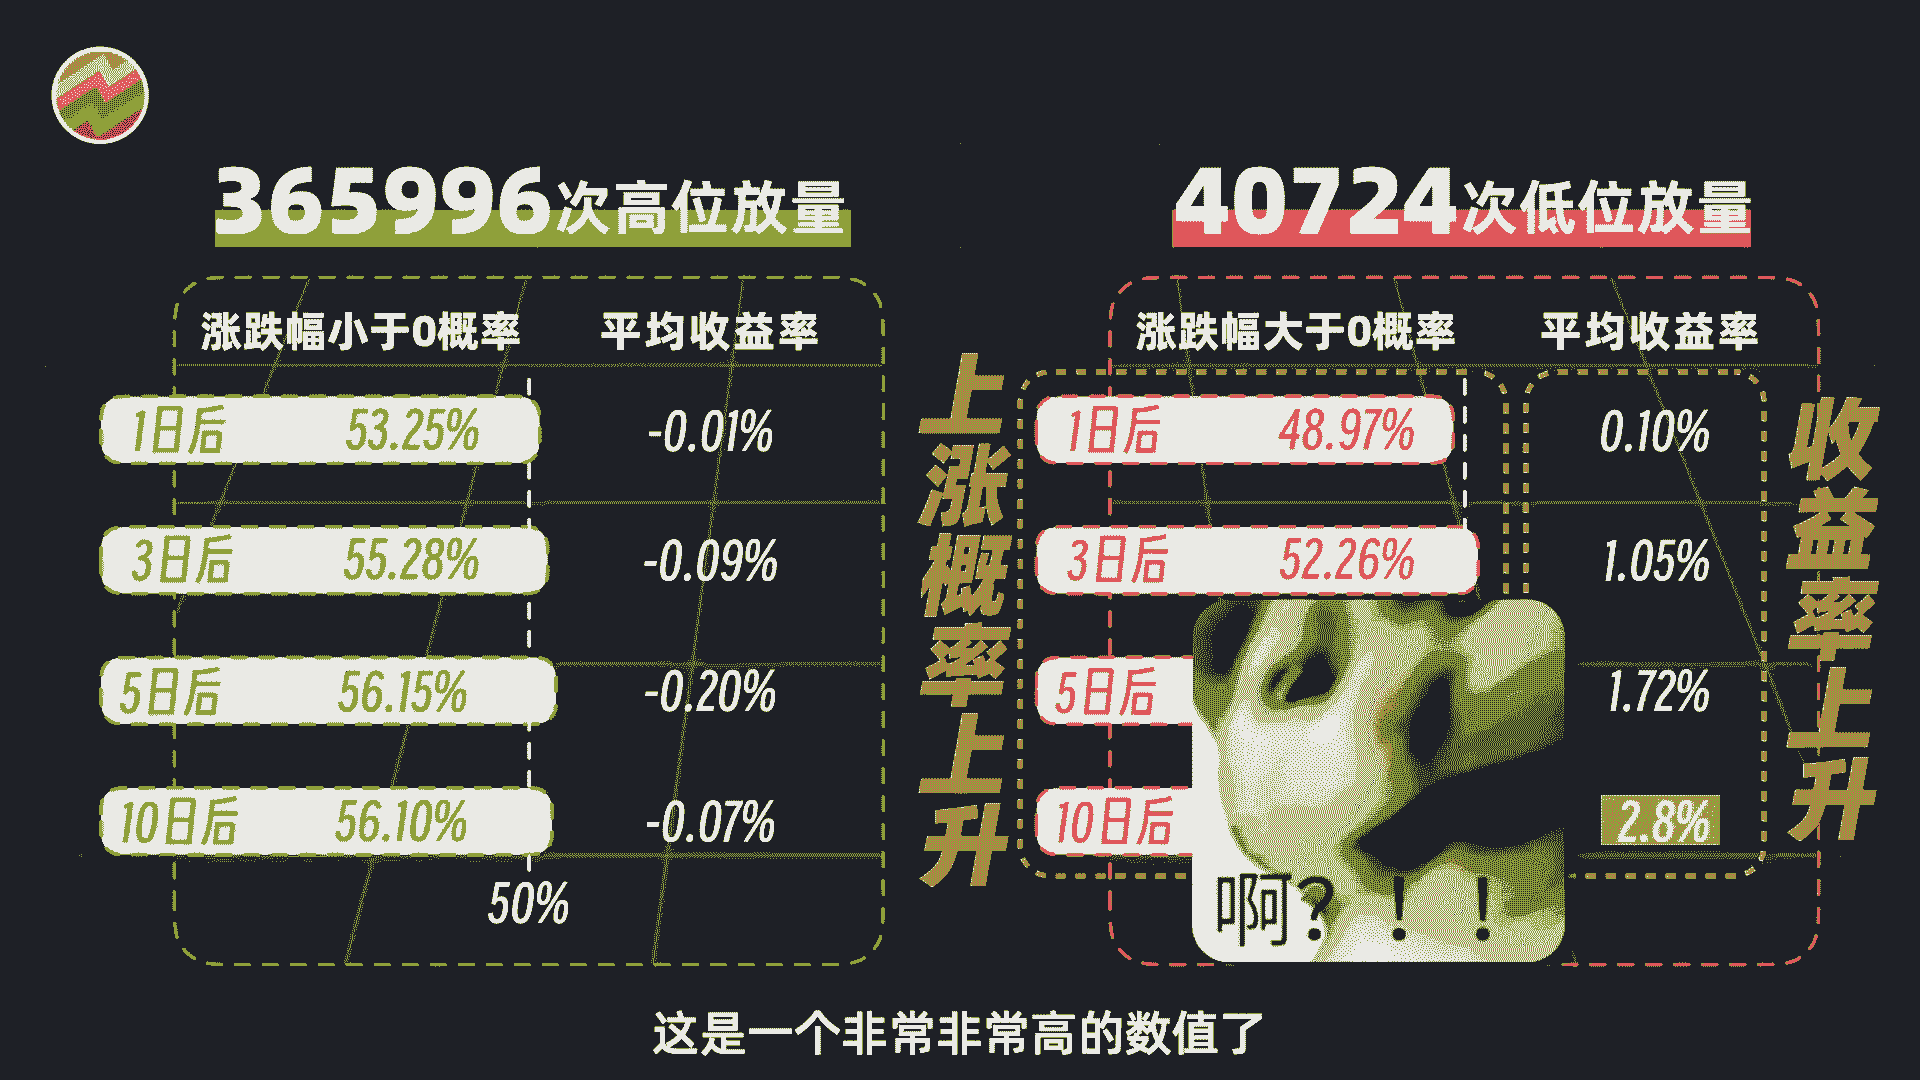 365996次高位放量
涨跌幅小于0概率 平均收益率
1日后 53.25% -0.01%
3日后 55.28% -0.09%
5日后 56.15% -0.20%
10日后 56.10% -0.07%
50%
上涨概率上升
40724次低位放量
涨跌幅大于0概率 平均收益率
1日后 48.97% 0.10%
3日后 52.26% 1.05%
5日后 1.72%
10日后 2.8%
收益率上升
啊？！！
这是一个非常非常高的数值了